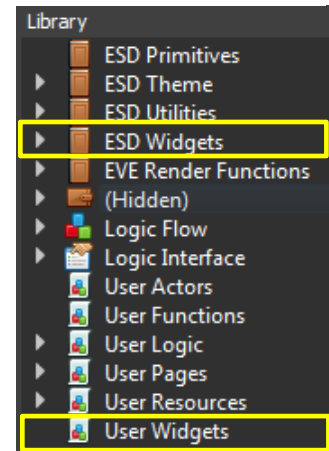 Library
ESD Primitives
ESD Theme
ESD Utilities
ESD Widgets
EVE Render Functions
(Hidden)
Logic Flow
Logic Interface
User Actors
User Functions
User Logic
User Pages
User Resources
User Widgets